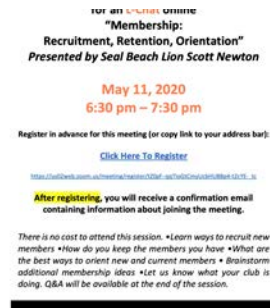 for an L-Chat online
"Membership:
Recruitment, Retention, Orientation"
Presented by Seal Beach Lion Scott Newton
May 11, 2020
6:30 pm – 7:30 pm
Register in advance for this meeting (or copy link to your address bar):
Click Here To Register
After registering, you will receive a confirmation email
containing information about joining the meeting.
There is no cost to attend this session. •Learn ways to recruit new
members •How do you keep the members you have •What are
the best ways to orient new and current members • Brainstorm
additional membership ideas •Let us know what your club is
doing. Q&A will be available at the end of the session.